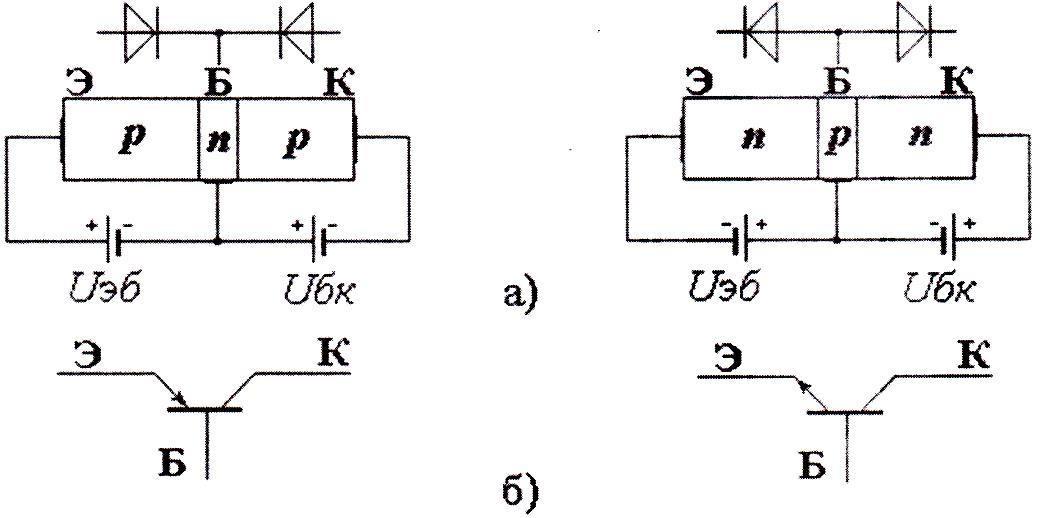 Э Б К Э Б К
p n p n p n
+ - + - - + - +
Uэб Uбк а) Uэб Uбк
Э К Э К
Б б) Б